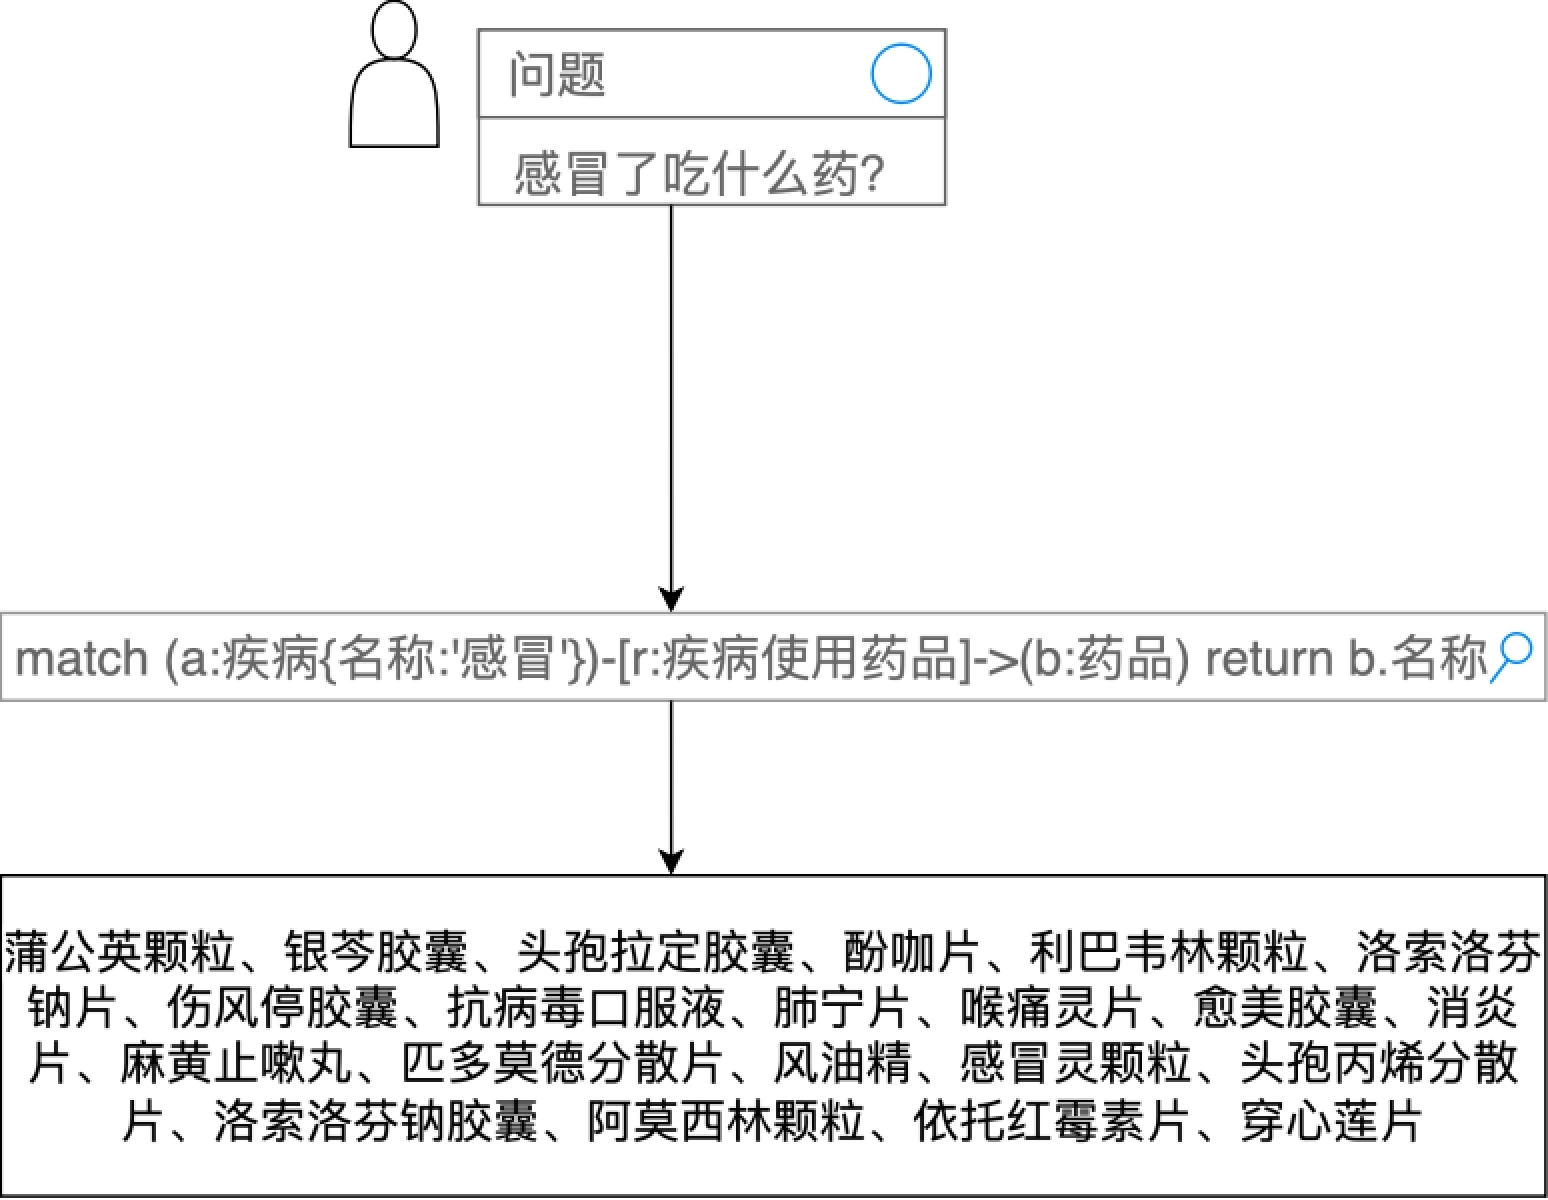 问题
感冒了吃什么药?
match (a:疾病{名称:'感冒'})-[r:疾病使用药品]->(b:药品) return b.名称
蒲公英颗粒、银芩胶囊、头孢拉定胶囊、酚咖片、利巴韦林颗粒、洛索洛芬
钠片、伤风停胶囊、抗病毒口服液、肺宁片、喉痛灵片、愈美胶囊、消炎
片、麻黄止嗽丸、匹多莫德分散片、风油精、感冒灵颗粒、头孢丙烯分散
片、洛索洛芬钠胶囊、阿莫西林颗粒、依托红霉素片、穿心莲片